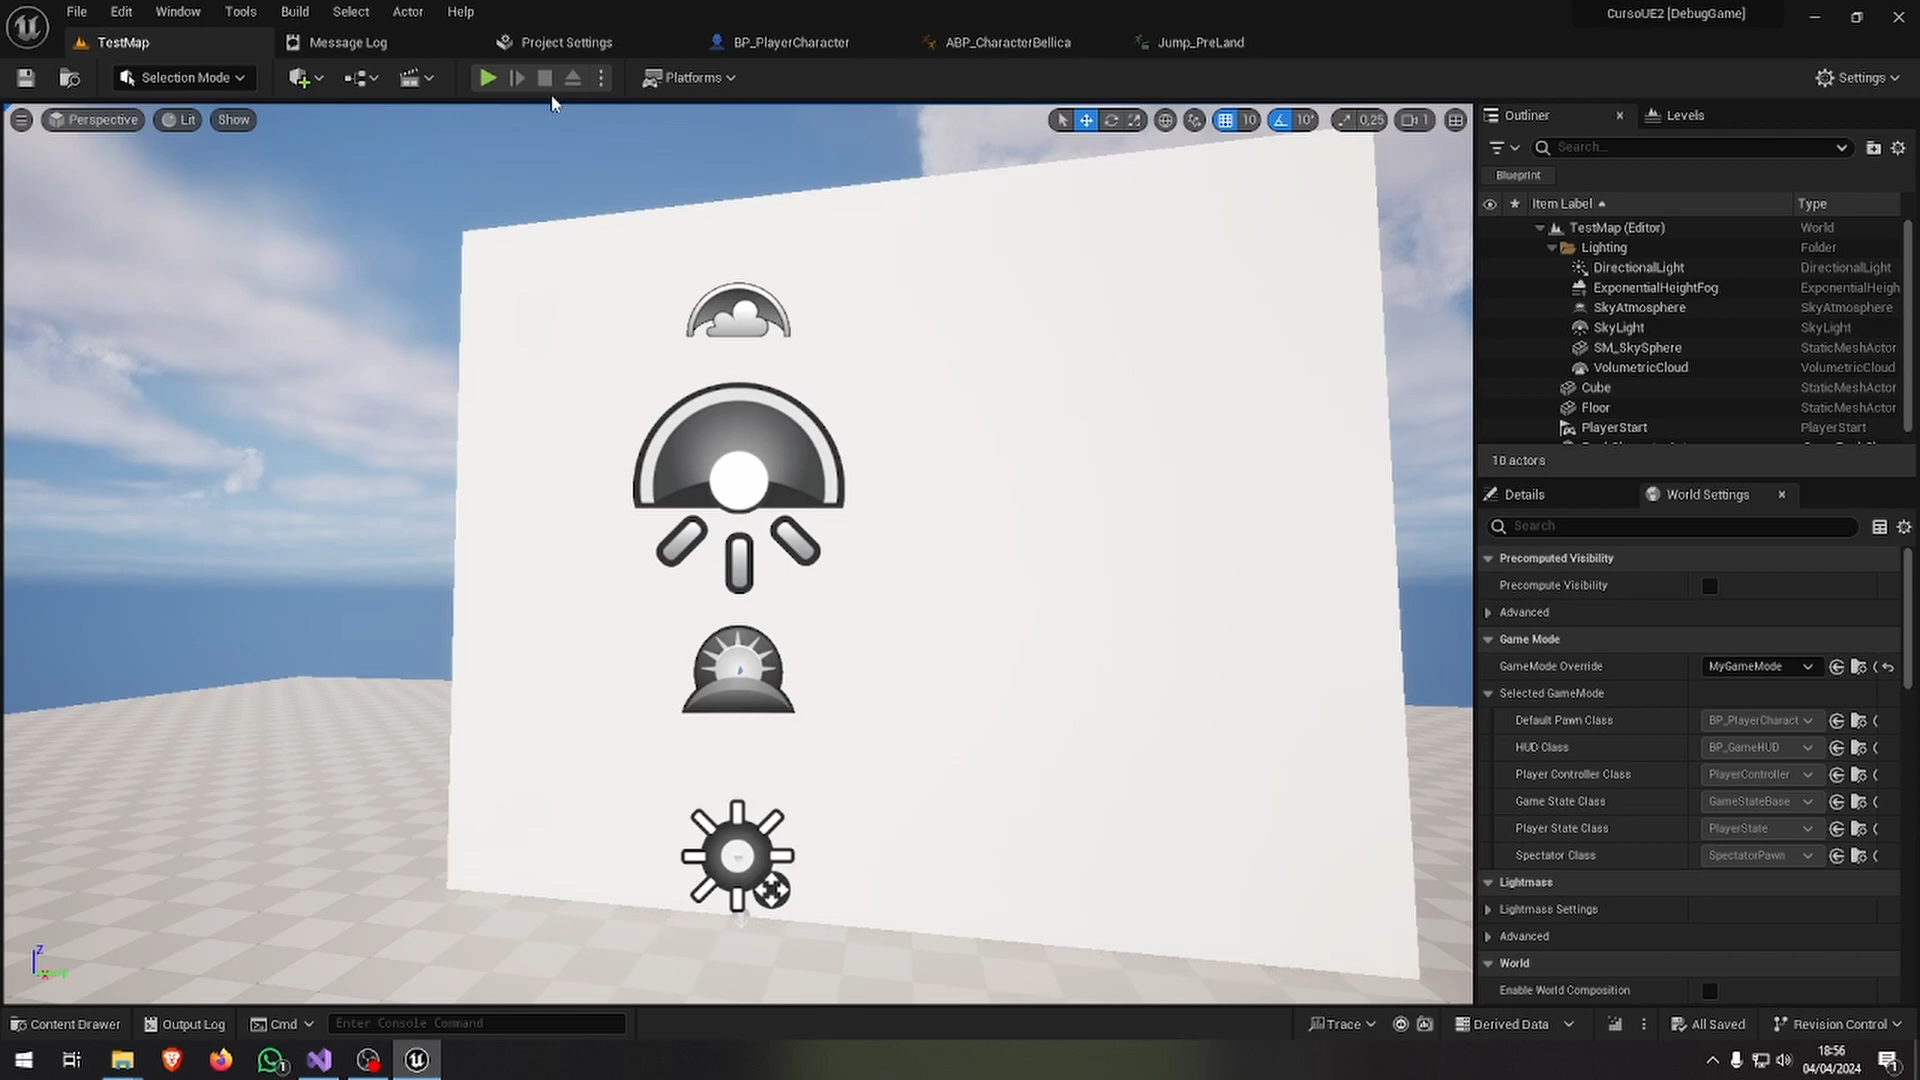 File Edit Window Tools Build Select Actor Help
CursoUE2 [DebugGame]
TestMap
Message Log
Project Settings
BP_PlayerCharacter
ABP_CharacterBellica
Jump_PreLand
Selection Mode
Platforms
Settings
Perspective
Lit
Show
10
10°
0,25
1
Outliner
Levels
Search...
Blueprint
Item Label
Type
TestMap (Editor) World
Lighting Folder
DirectionalLight DirectionalLight
ExponentialHeightFog ExponentialHeigh
SkyAtmosphere SkyAtmosphere
SkyLight SkyLight
SM_SkySphere StaticMeshActor
VolumetricCloud VolumetricCloud
Cube StaticMeshActor
Floor StaticMeshActor
PlayerStart PlayerStart
10 actors
Details
World Settings
Search
Precomputed Visibility
Precompute Visibility
Advanced
Game Mode
GameMode Override MyGameMode
Selected GameMode
Default Pawn Class BP_PlayerCharact
HUD Class BP_GameHUD
Player Controller Class PlayerController
Game State Class GameStateBase
Player State Class PlayerState
Spectator Class SpectatorPawn
Lightmass
Lightmass Settings
Advanced
World
Enable World Composition
Z
Content Drawer
Output Log
Cmd
Enter Console Command
Trace
Derived Data
All Saved
Revision Control
18:56
04/04/2024